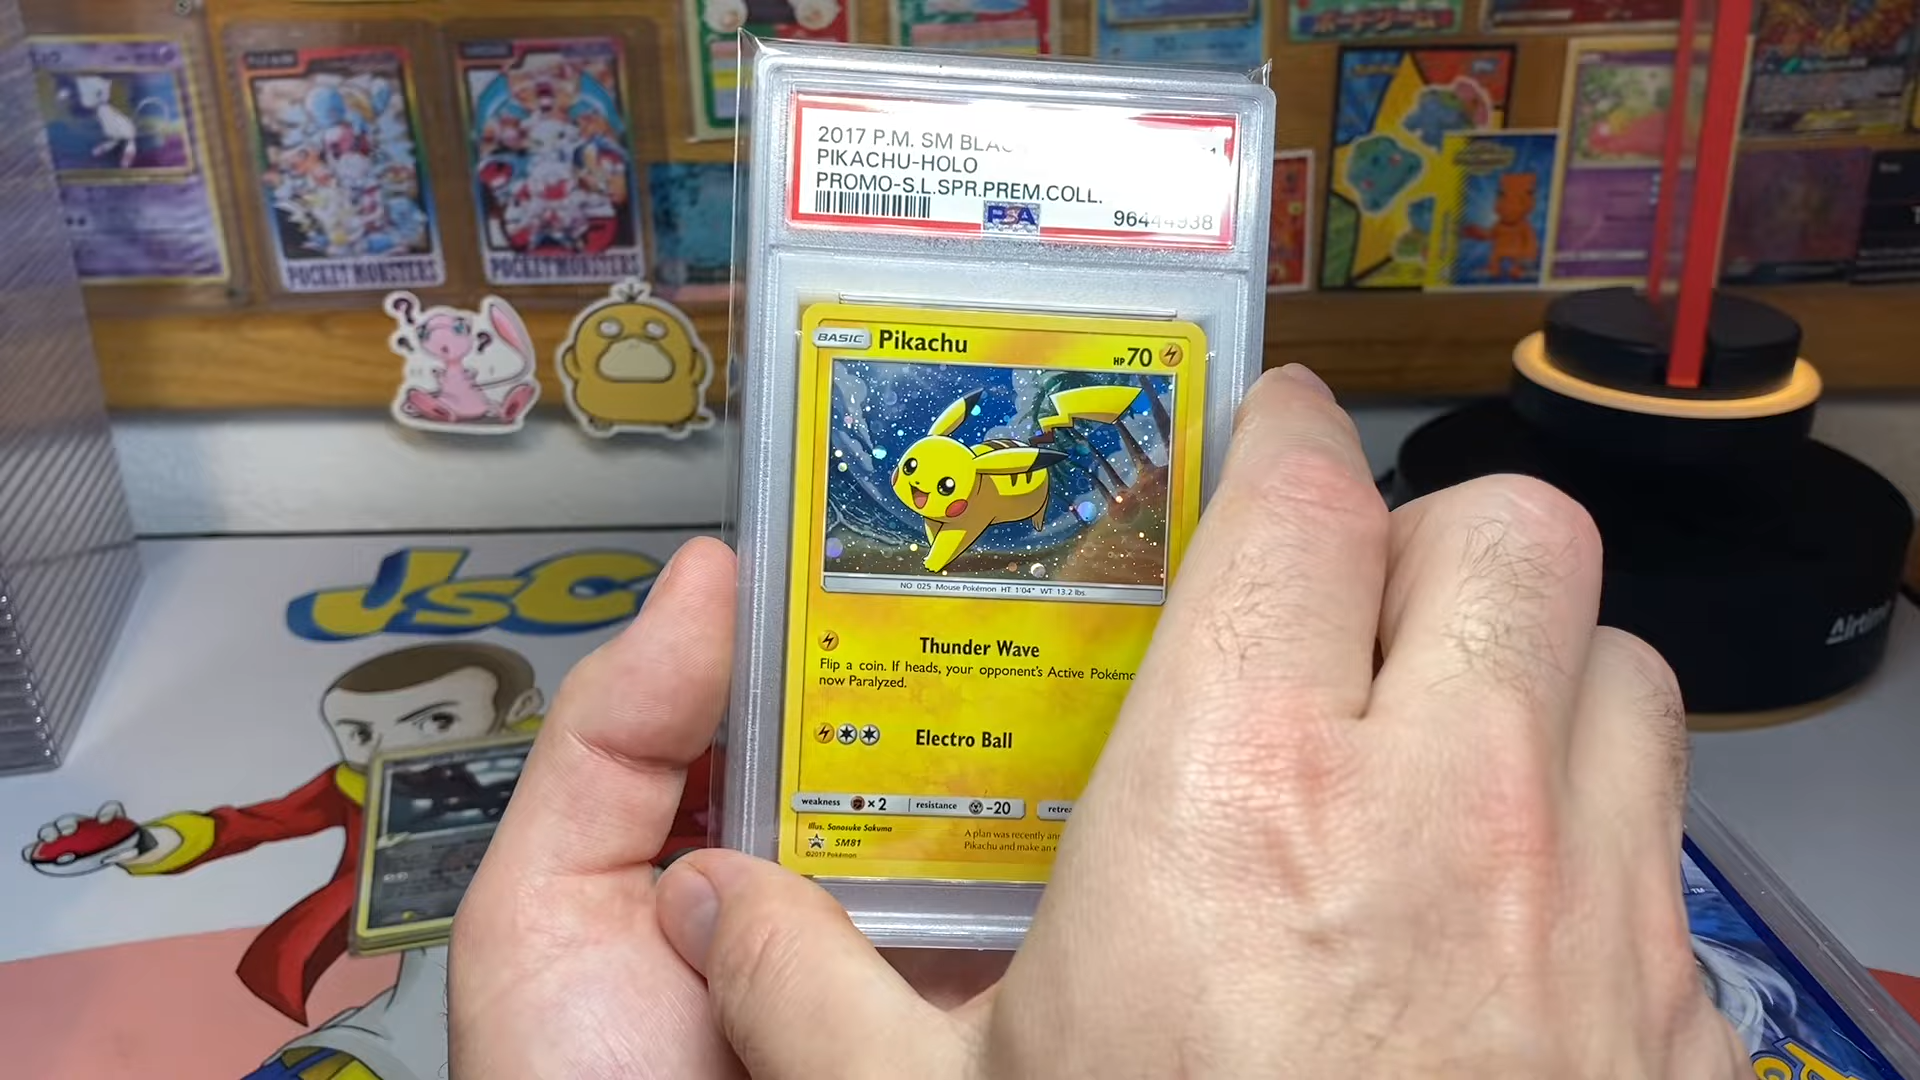 2017 P.M. SM
PIKACHU-HOLO
PROMO-S.L.SPR.PREM.COLL.
PSA
BASIC Pikachu HP 70
NO. 025 Mouse Pokémon HT. 1'04" WT. 13.2 lbs.
Thunder Wave
Flip a coin. If heads, your opponent's Active
now Paralyzed.
Electro Ball
weakness ×2 resistance -20
Illus. Sanosuke Sakuma
A plan was recently
SM81
Pikachu and make an
©2017 Pokémon
POCKET MONSTERS
POCKET MONSTERS
JSC